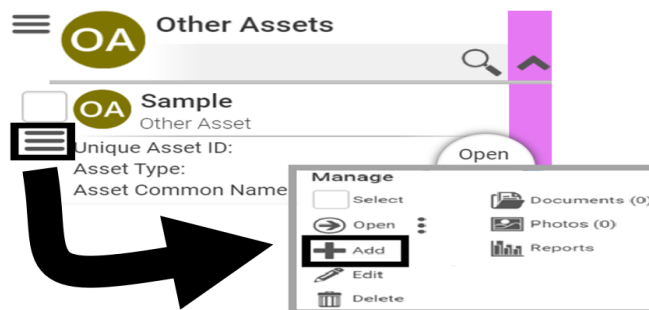 OA Other Assets
OA Sample
Other Asset
Unique Asset ID:
Asset Type:
Asset Common Name
Open
Manage
Select
Open
Add
Edit
Delete
Documents (0)
Photos (0)
Reports